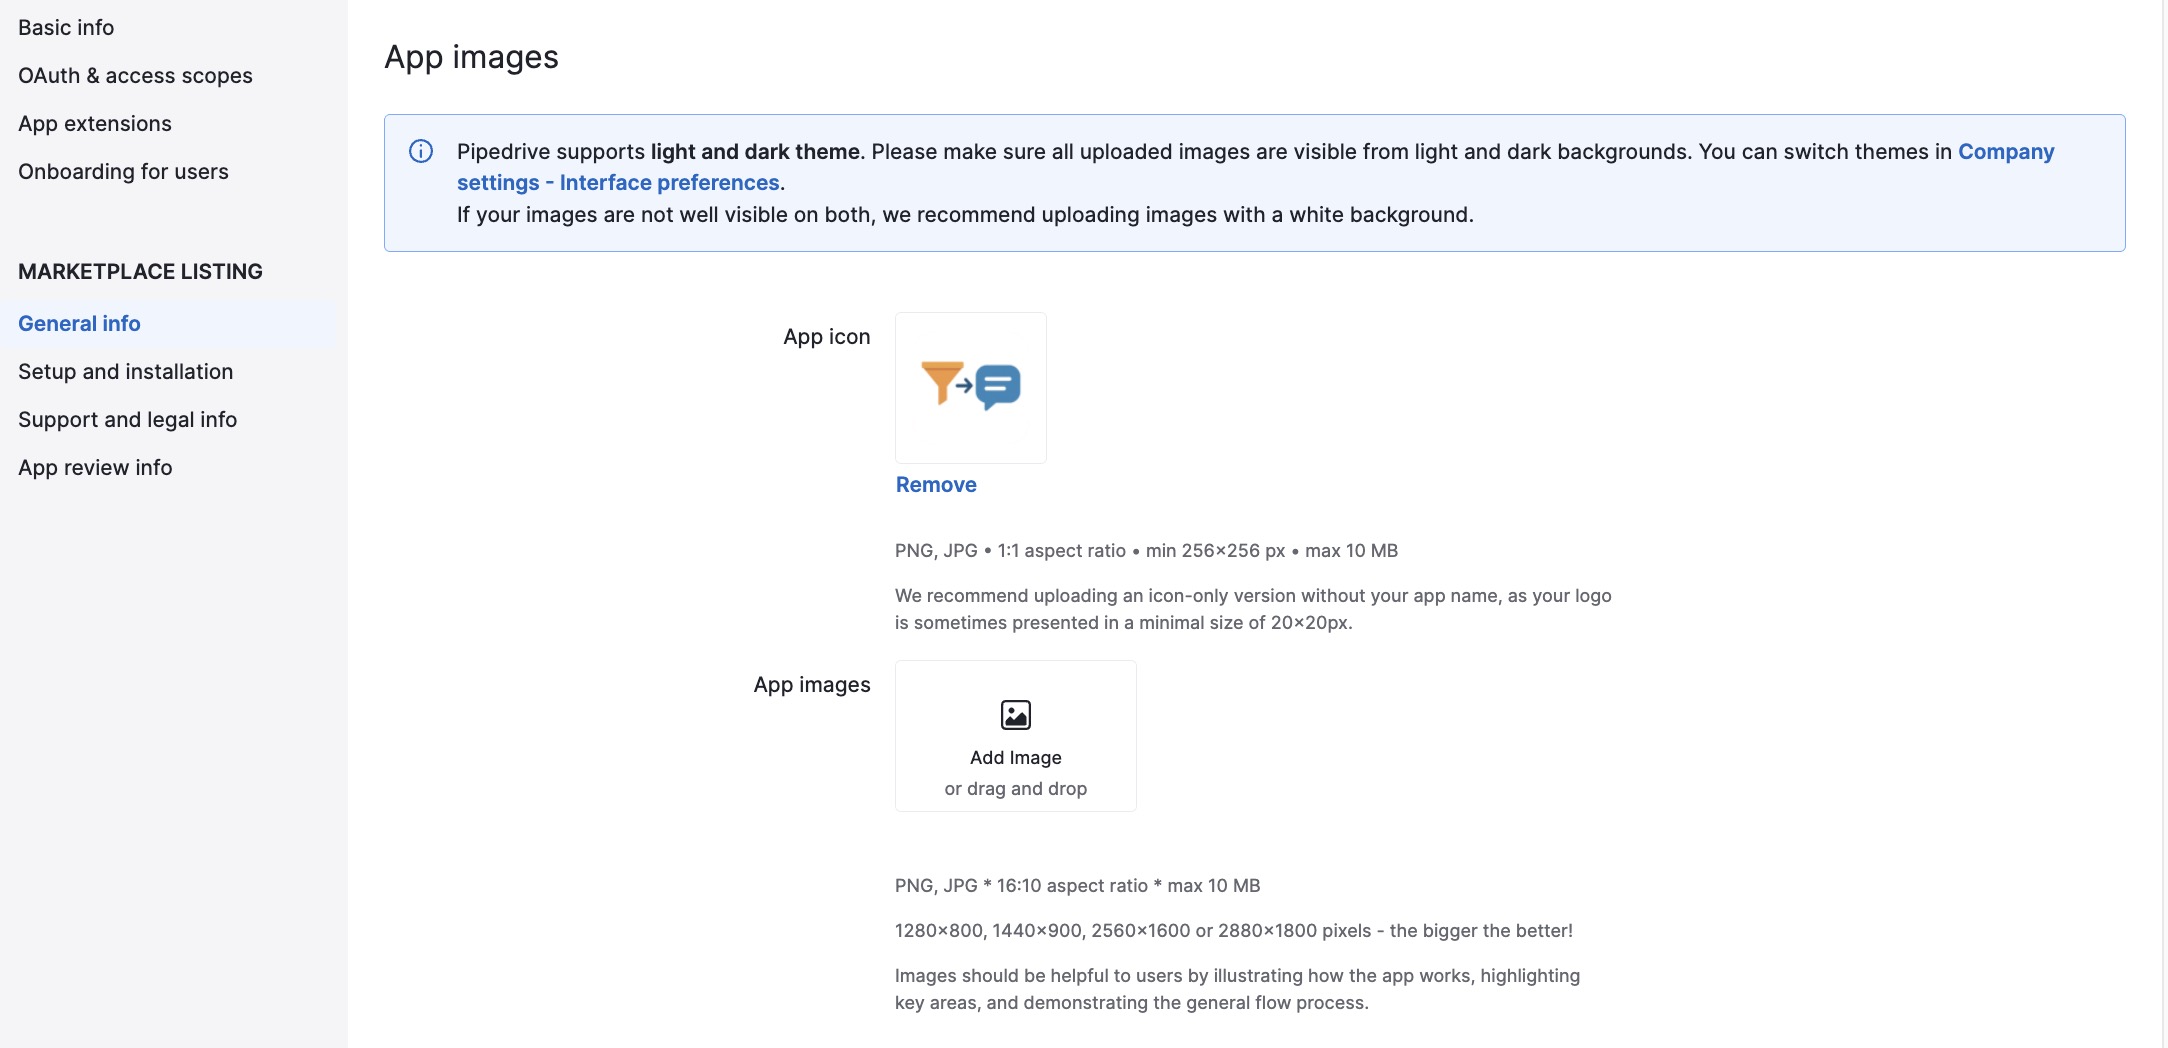 Basic info
OAuth & access scopes
App extensions
Onboarding for users
MARKETPLACE LISTING
General info
Setup and installation
Support and legal info
App review info
App images
Pipedrive supports light and dark theme. Please make sure all uploaded images are visible from light and dark backgrounds. You can switch themes in Company
settings - Interface preferences.
If your images are not well visible on both, we recommend uploading images with a white background.
App icon
Remove
PNG, JPG • 1:1 aspect ratio • min 256×256 px • max 10 MB
We recommend uploading an icon-only version without your app name, as your logo
is sometimes presented in a minimal size of 20×20px.
App images
Add Image
or drag and drop
PNG, JPG * 16:10 aspect ratio * max 10 MB
1280×800, 1440×900, 2560×1600 or 2880×1800 pixels - the bigger the better!
Images should be helpful to users by illustrating how the app works, highlighting
key areas, and demonstrating the general flow process.